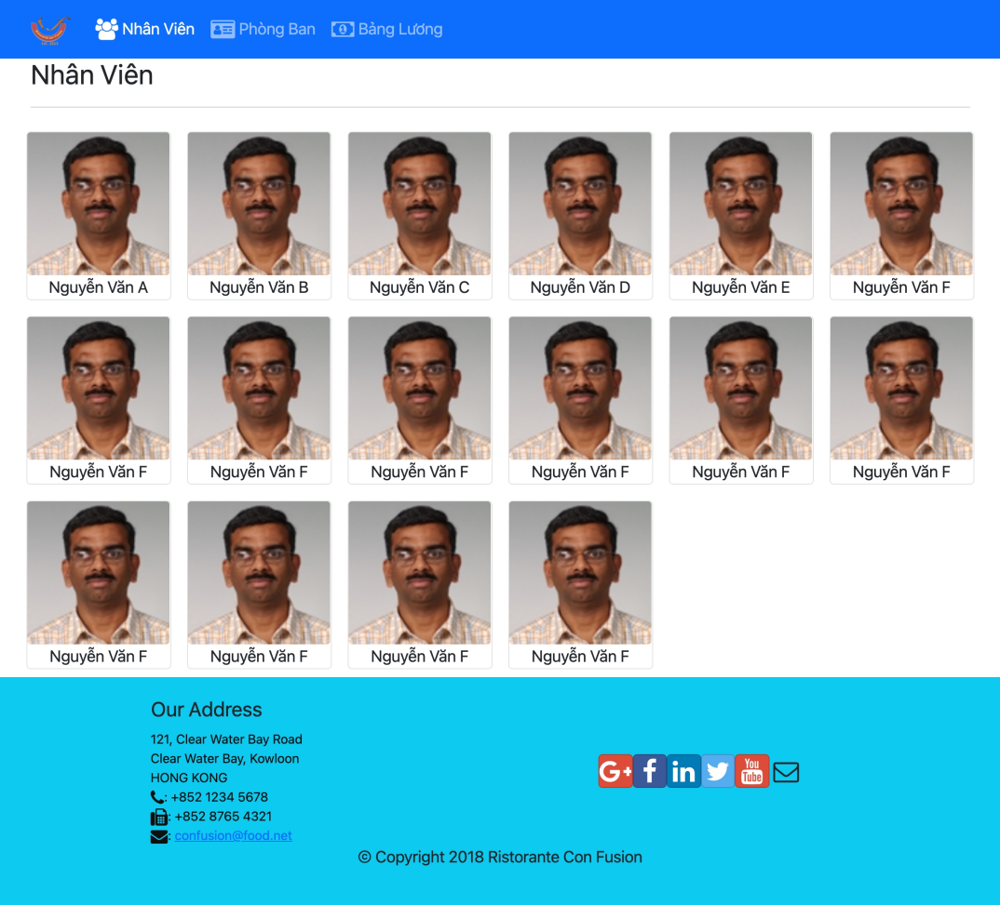 Nhân Viên Phòng Ban Bảng Lương
Nhân Viên
Nguyễn Văn A Nguyễn Văn B Nguyễn Văn C Nguyễn Văn D Nguyễn Văn E Nguyễn Văn F
Nguyễn Văn F Nguyễn Văn F Nguyễn Văn F Nguyễn Văn F Nguyễn Văn F Nguyễn Văn F
Nguyễn Văn F Nguyễn Văn F Nguyễn Văn F Nguyễn Văn F
Our Address
121, Clear Water Bay Road
Clear Water Bay, Kowloon
HONG KONG
: +852 1234 5678
: +852 8765 4321
: confusion@food.net
G+ f in You Tube
© Copyright 2018 Ristorante Con Fusion